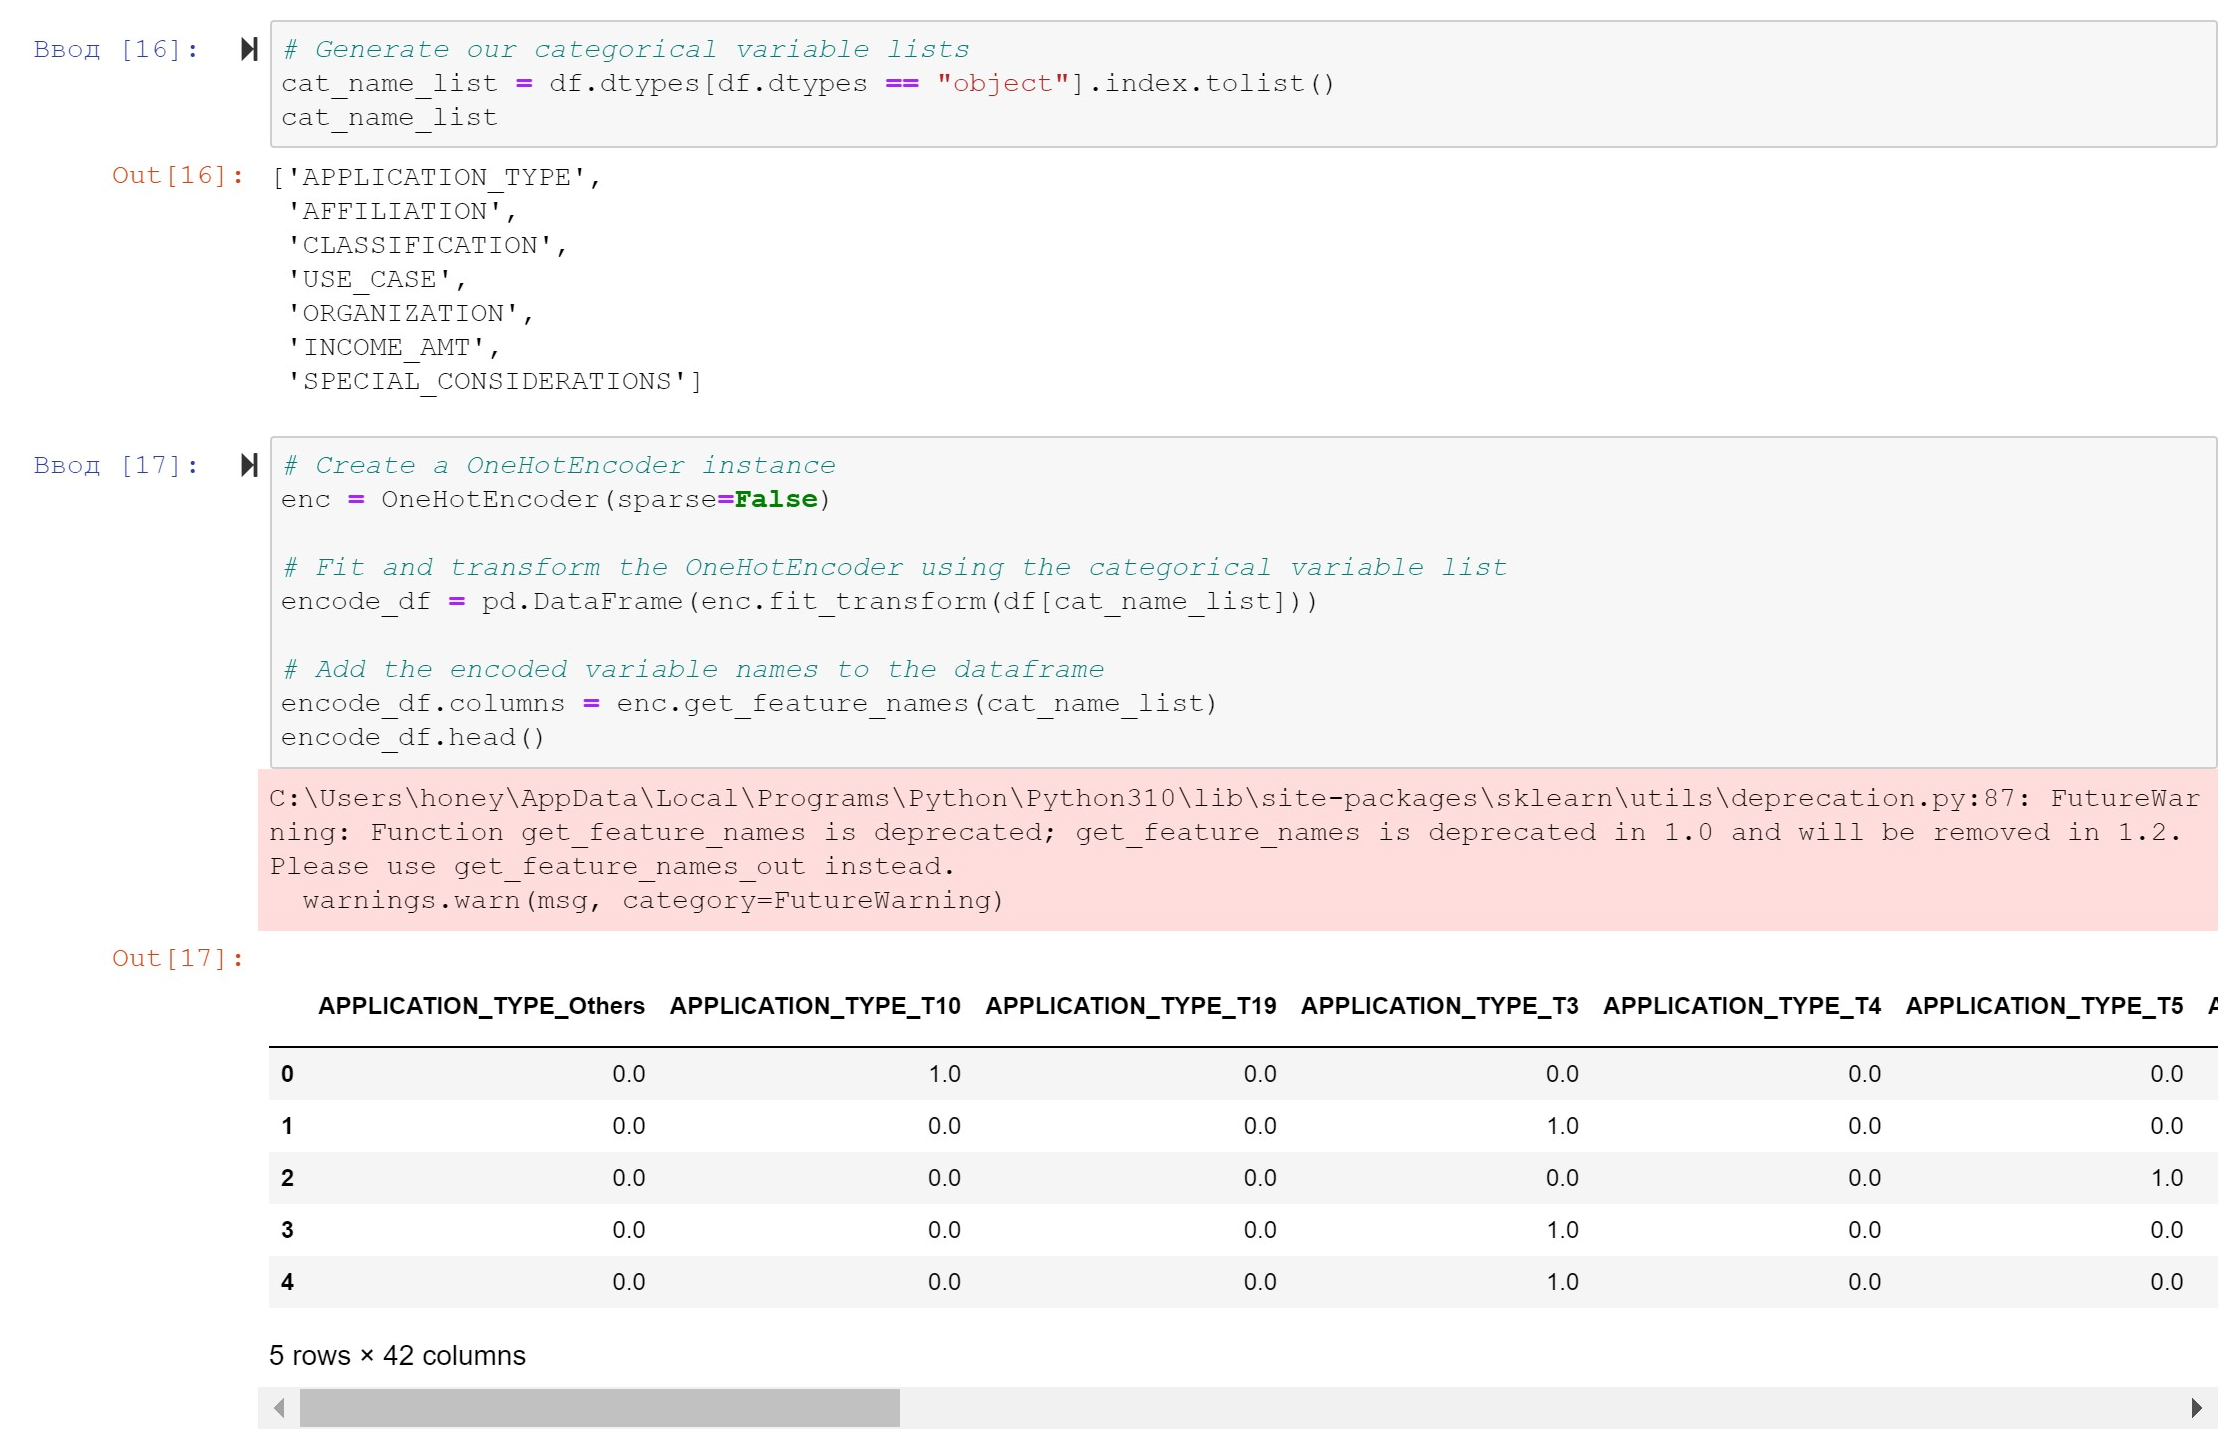 Ввод [16]:
# Generate our categorical variable lists
cat_name_list = df.dtypes[df.dtypes == "object"].index.tolist()
cat_name_list
Out[16]:
['APPLICATION_TYPE',
'AFFILIATION',
'CLASSIFICATION',
'USE_CASE',
'ORGANIZATION',
'INCOME_AMT',
'SPECIAL_CONSIDERATIONS']
Ввод [17]:
# Create a OneHotEncoder instance
enc = OneHotEncoder(sparse=False)
# Fit and transform the OneHotEncoder using the categorical variable list
encode_df = pd.DataFrame(enc.fit_transform(df[cat_name_list]))
# Add the encoded variable names to the dataframe
encode_df.columns = enc.get_feature_names(cat_name_list)
encode_df.head()
C:\Users\honey\AppData\Local\Programs\Python\Python310\lib\site-packages\sklearn\utils\deprecation.py:87: FutureWar
ning: Function get_feature_names is deprecated; get_feature_names is deprecated in 1.0 and will be removed in 1.2.
Please use get_feature_names_out instead.
warnings.warn(msg, category=FutureWarning)
Out[17]:
APPLICATION_TYPE_Others APPLICATION_TYPE_T10 APPLICATION_TYPE_T19 APPLICATION_TYPE_T3 APPLICATION_TYPE_T4 APPLICATION_TYPE_T5
0 0.0 1.0 0.0 0.0 0.0 0.0
1 0.0 0.0 0.0 1.0 0.0 0.0
2 0.0 0.0 0.0 0.0 0.0 1.0
3 0.0 0.0 0.0 1.0 0.0 0.0
4 0.0 0.0 0.0 1.0 0.0 0.0
5 rows × 42 columns